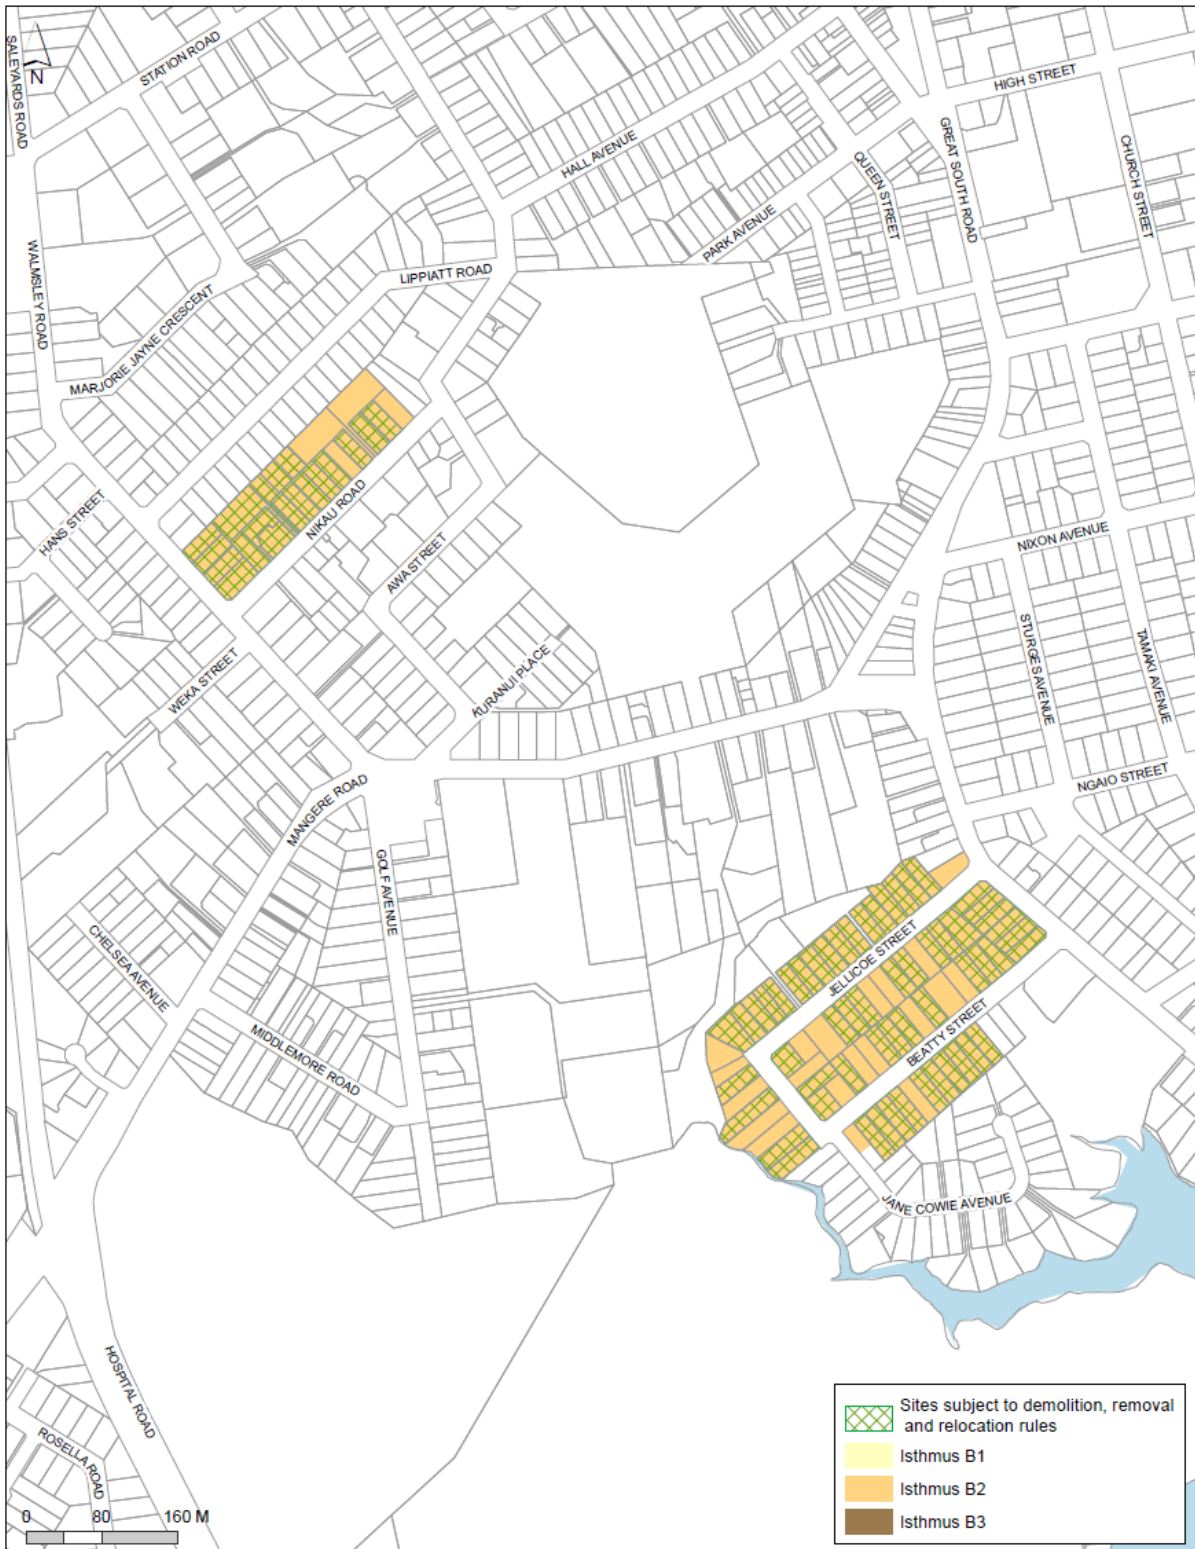 SALEYARDS ROAD
N
STATION ROAD
HIGH STREET
HALL AVENUE
GREAT SOUTH ROAD
CHURCH STREET
QUEEN STREET
PARK AVENUE
WALMSLEY ROAD
LIPPIATT ROAD
MARJORIE JAYNE CRESCENT
HANS STREET
NIKAU ROAD
AWA STREET
NIXON AVENUE
STURGES AVENUE
TAMAKI AVENUE
WEKA STREET
KURANUI PLACE
NGAIO STREET
MANGERE ROAD
GOLF AVENUE
CHELSEA AVENUE
JELLICOE STREET
MIDDLEMORE ROAD
BEATTY STREET
JANE COWIE AVENUE
HOSPITAL ROAD
ROSELLA ROAD
Sites subject to demolition, removal
and relocation rules
Isthmus B1
Isthmus B2
Isthmus B3
0 80 160 M